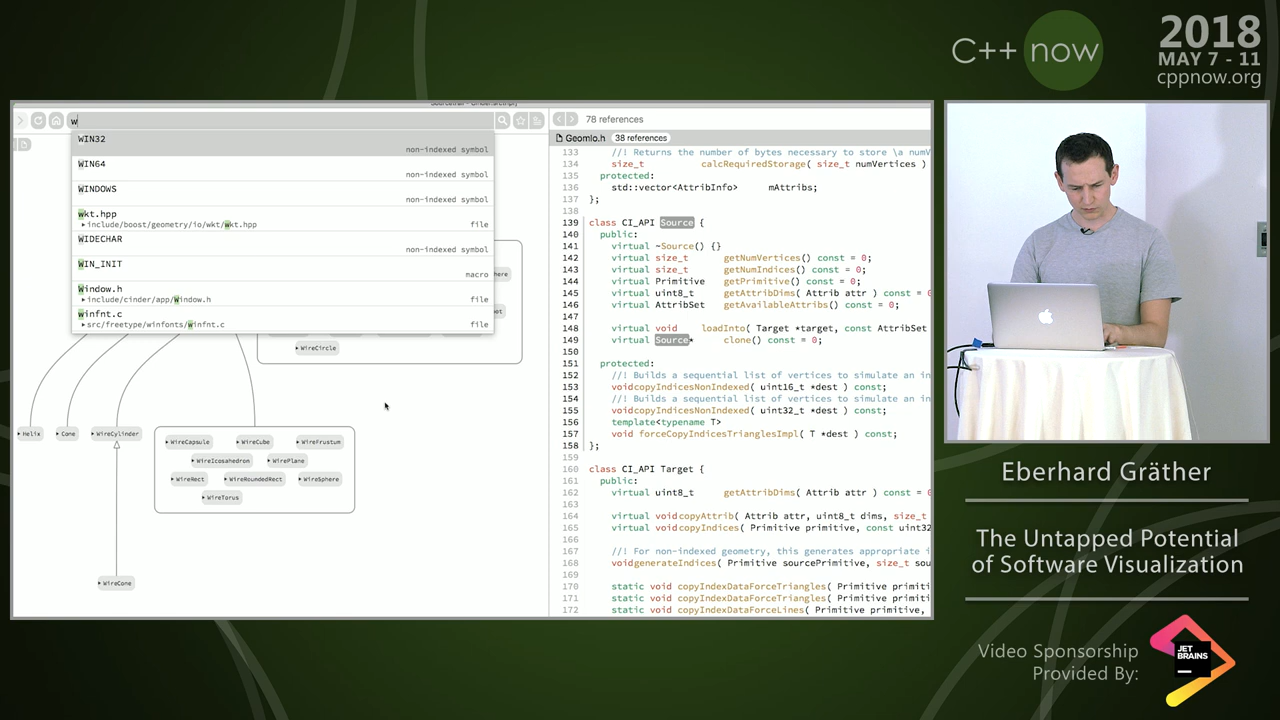 C++ now
2018
MAY 7 - 11
cppnow.org
w
WIN32
non-indexed symbol
WIN64
non-indexed symbol
WINDOWS
non-indexed symbol
wkt.hpp
include/boost/geometry/io/wkt/wkt.hpp
file
WIDECHAR
non-indexed symbol
WIN_INIT
macro
Window.h
include/cinder/app/Window.h
file
winfnt.c
src/freetype/winfonts/winfnt.c
file
WireCircle
Helix
Cone
WireCylinder
WireCapsule
WireCube
WireFrustum
WireIcosahedron
WirePlane
WireRect
WireRoundedRect
WireSphere
WireTorus
WireCone
78 references
GeomIo.h
38 references
133 //! Returns the number of bytes necessary to store \a numV
134 size_t calcRequiredStorage( size_t numVertices )
135 protected:
136 std::vector<AttribInfo> mAttribs;
137 };
138
139 class CI_API Source {
140 public:
141 virtual ~Source() {}
142 virtual size_t getNumVertices() const = 0;
143 virtual size_t getNumIndices() const = 0;
144 virtual Primitive getPrimitive() const = 0;
145 virtual uint8_t getAttribDims( Attrib attr ) const = 0
146 virtual AttribSet getAvailableAttribs() const = 0;
147
148 virtual void loadInto( Target *target, const AttribSet
149 virtual Source* clone() const = 0;
150
151 protected:
152 //! Builds a sequential list of vertices to simulate an in
153 voidcopyIndicesNonIndexed( uint16_t *dest ) const;
154 //! Builds a sequential list of vertices to simulate an in
155 voidcopyIndicesNonIndexed( uint32_t *dest ) const;
156 template<typename T>
157 void forceCopyIndicesTrianglesImpl( T *dest ) const;
158 };
159
160 class CI_API Target {
161 public:
162 virtual uint8_t getAttribDims( Attrib attr ) const = 0
163
164 virtual voidcopyAttrib( Attrib attr, uint8_t dims, size_t
165 virtual voidcopyIndices( Primitive primitive, const uint32
166
167 //! For non-indexed geometry, this generates appropriate i
168 voidgenerateIndices( Primitive sourcePrimitive, size_t sou
169
170 static void copyIndexDataForceTriangles( Primitive primiti
171 static void copyIndexDataForceTriangles( Primitive primiti
172 static void copyIndexDataForceLines( Primitive primitive,
Eberhard Gräther
The Untapped Potential
of Software Visualization
Video Sponsorship
Provided By:
JET
BRAINS